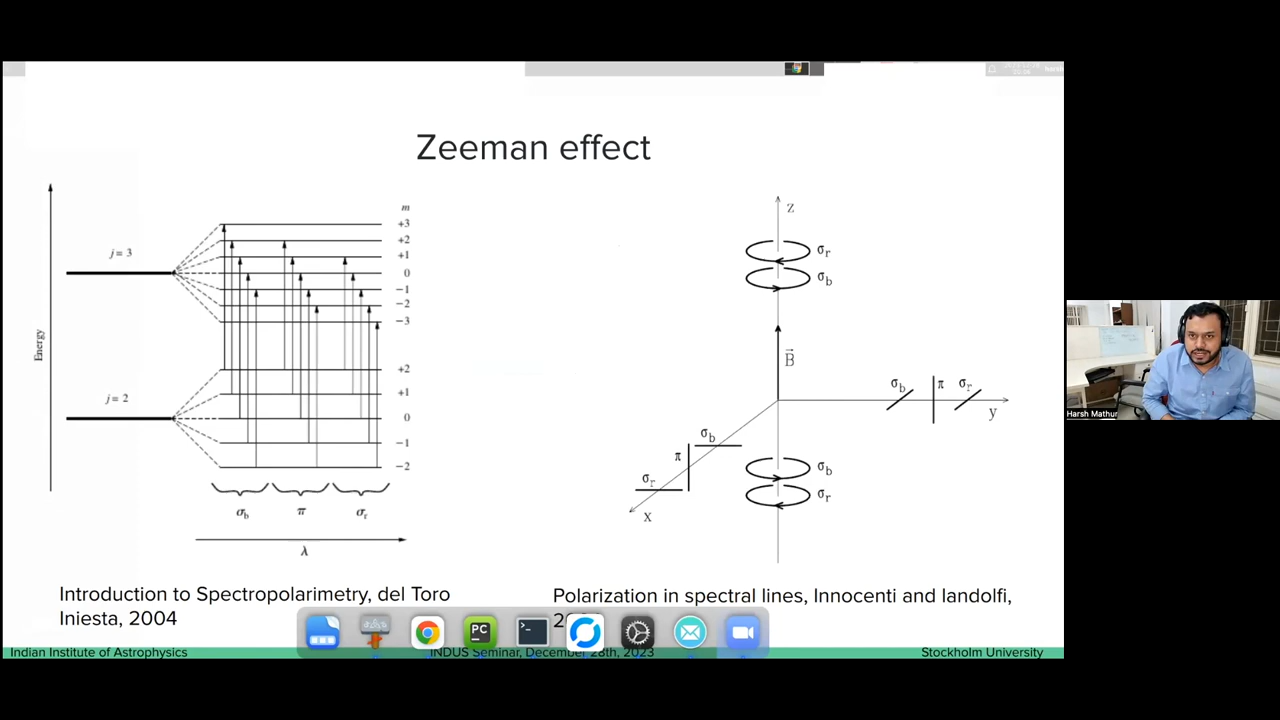 Zeeman effect
Energy
j = 3
j = 2
m
+3
+2
+1
0
−1
−2
−3
+2
+1
0
−1
−2
σb
π
σr
λ
z
σr
σb
B
σb
π
σr
y
σb
π
σr
x
σb
σr
Introduction to Spectropolarimetry, del Toro
Iniesta, 2004
Polarization in spectral lines, Innocenti and landolfi,
PC
Harsh Mathur
Indian Institute of Astrophysics
INDUS Seminar, December 28th, 2023
Stockholm University